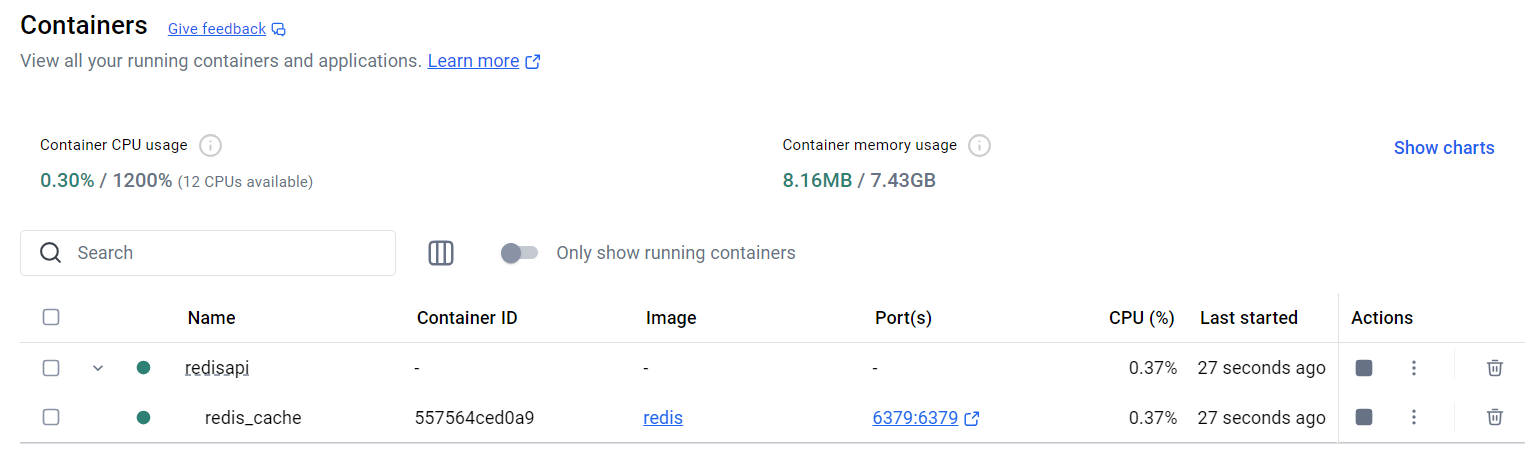 Containers Give feedback
View all your running containers and applications. Learn more
Container CPU usage Container memory usage Show charts
0.30% / 1200% (12 CPUs available) 8.16MB / 7.43GB
Search Only show running containers
Name Container ID Image Port(s) CPU (%) Last started Actions
redisapi - - - 0.37% 27 seconds ago
redis_cache 557564ced0a9 redis 6379:6379 0.37% 27 seconds ago